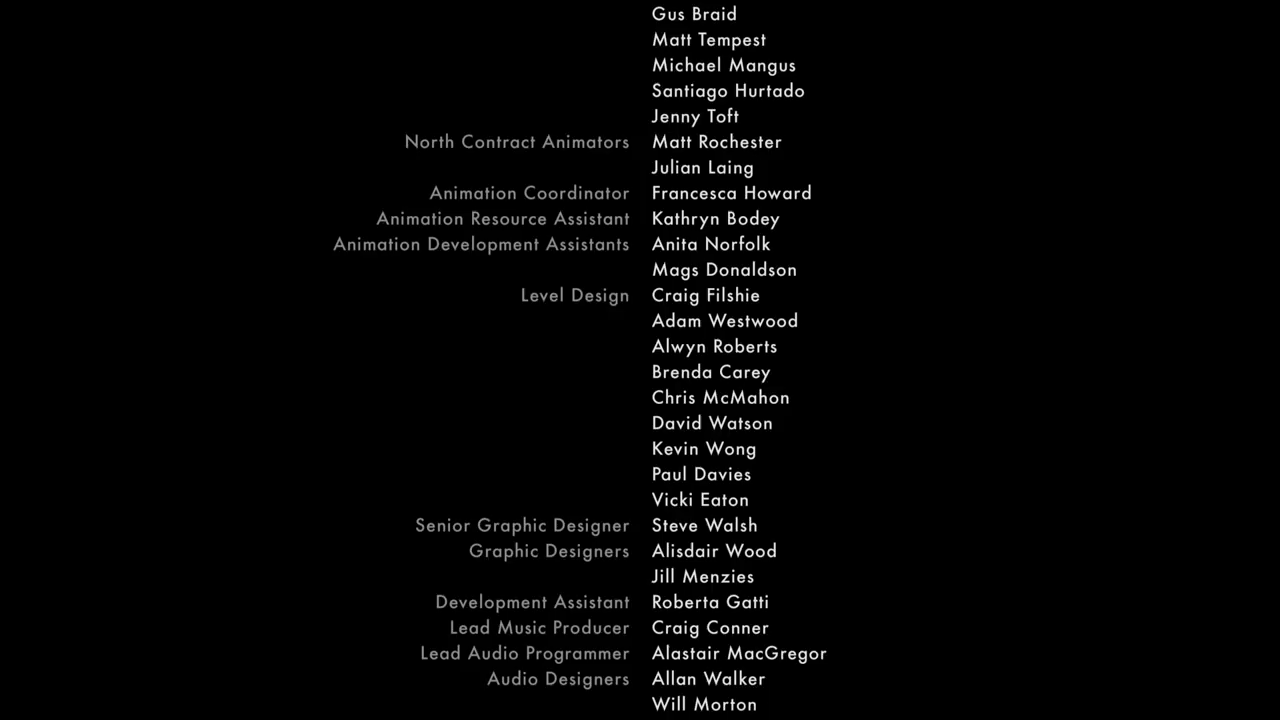 Gus Braid
Matt Tempest
Michael Mangus
Santiago Hurtado
Jenny Toft
North Contract Animators Matt Rochester
Julian Laing
Animation Coordinator Francesca Howard
Animation Resource Assistant Kathryn Bodey
Animation Development Assistants Anita Norfolk
Mags Donaldson
Level Design Craig Filshie
Adam Westwood
Alwyn Roberts
Brenda Carey
Chris McMahon
David Watson
Kevin Wong
Paul Davies
Vicki Eaton
Senior Graphic Designer Steve Walsh
Graphic Designers Alisdair Wood
Jill Menzies
Development Assistant Roberta Gatti
Lead Music Producer Craig Conner
Lead Audio Programmer Alastair MacGregor
Audio Designers Allan Walker
Will Morton